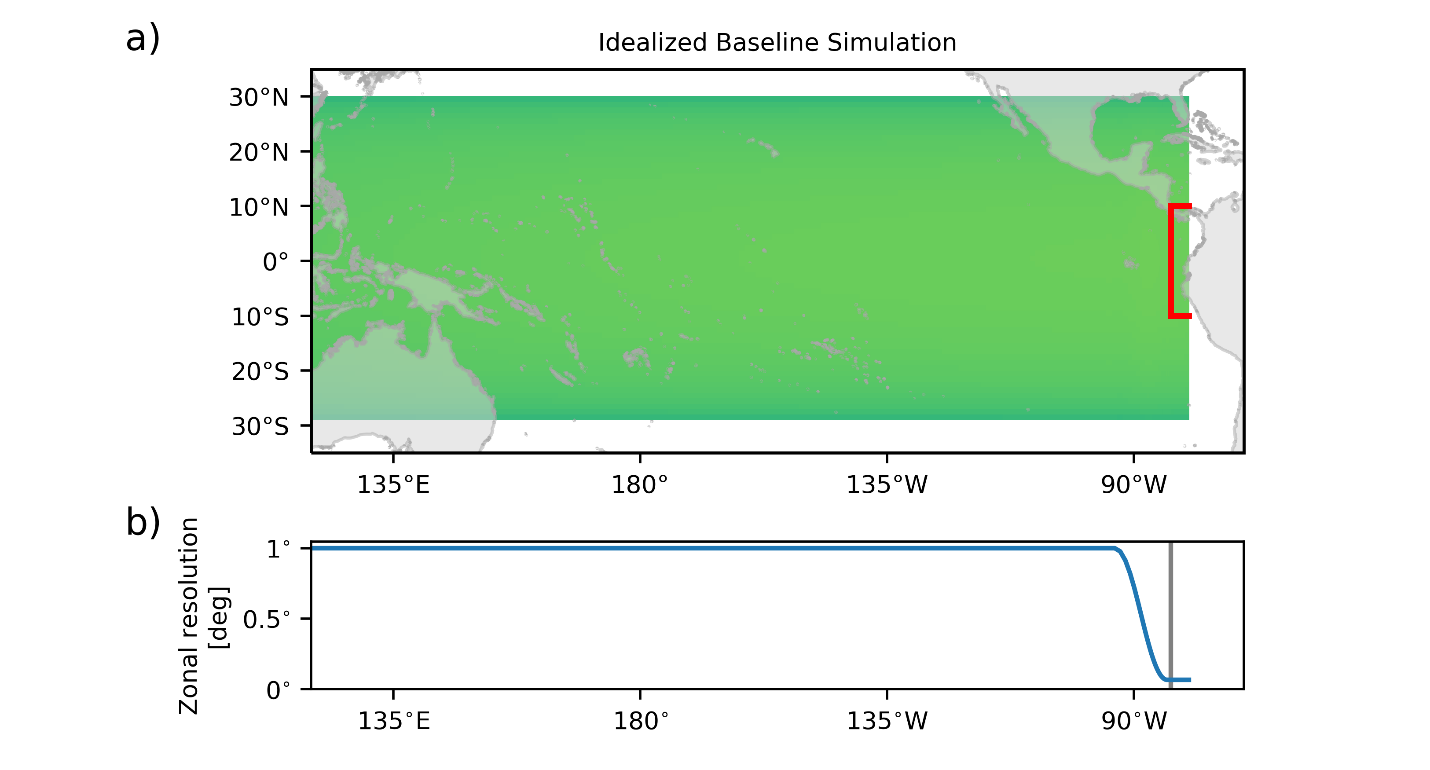 a)
Idealized Baseline Simulation
30°N
20°N
10°N
0°
10°S
20°S
30°S
135°E 180° 135°W 90°W
b)
Zonal resolution
[deg]
1°
0.5°
0°
135°E 180° 135°W 90°W